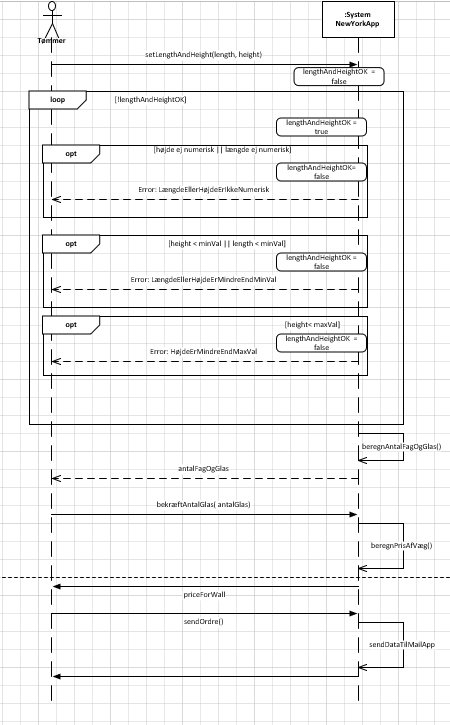 :System
NewYorkApp
Tømmer
setLengthAndHeight(length, height)
lengthAndHeightOK =
false
loop
[!lengthAndHeightOK]
lengthAndHeightOK =
true
opt
[højde ej numerisk || længde ej numerisk]
lengthAndHeightOK=
false
Error: LængdeEllerHøjdeErIkkeNumerisk
opt
[height < minVal || length < minVal]
lengthAndHeightOK =
false
Error: LængdeEllerHøjdeErMindreEndMinVal
opt
[height< maxVal]
lengthAndHeightOK =
false
Error: HøjdeErMindreEndMaxVal
beregnAntalFagOgGlas()
antalFagOgGlas
bekræftAntalGlas( antalGlas)
beregnPrisAfVæg()
priceForWall
sendOrdre()
sendDataTilMailApp